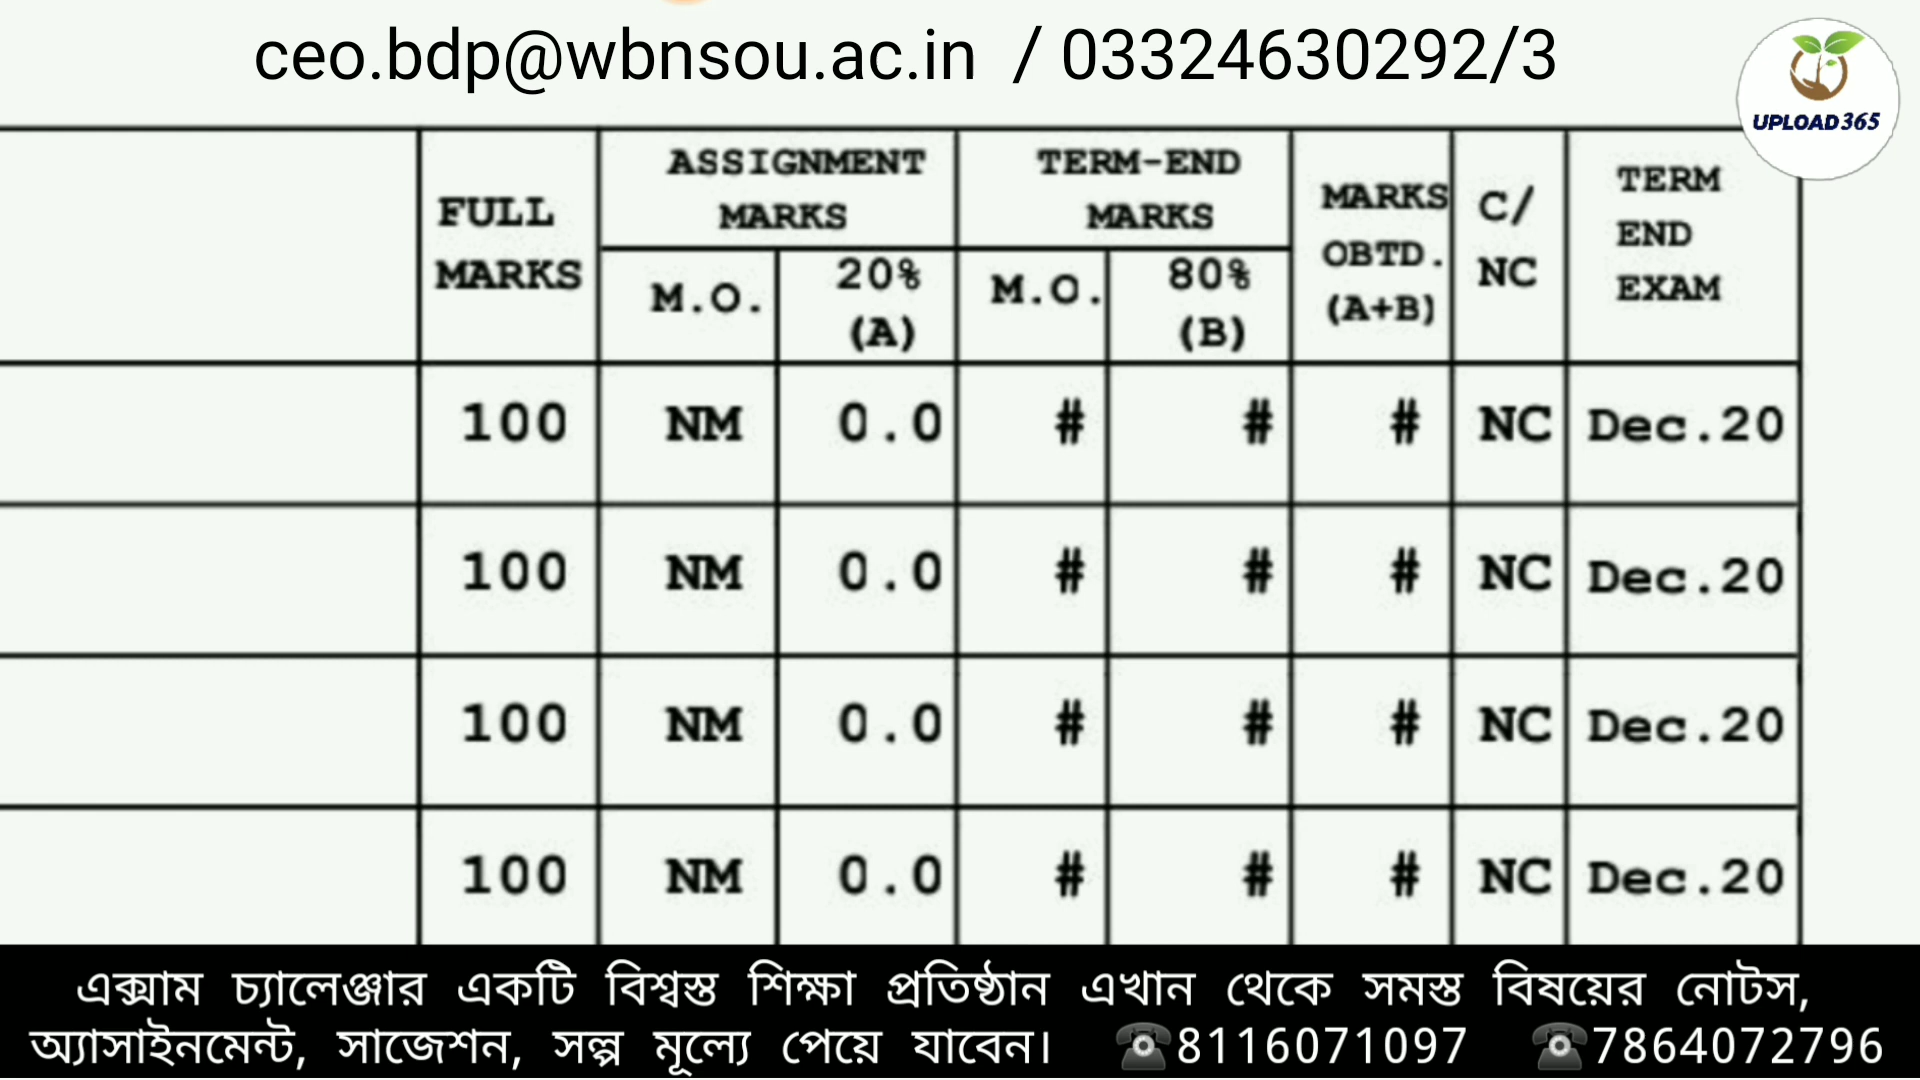 ceo.bdp@wbnsou.ac.in / 03324630292/3
UPLOAD365
FULL MARKS
ASSIGNMENT MARKS
TERM-END MARKS
MARKS OBTD. (A+B)
C/ NC
TERM END EXAM
M.O. 20% (A) M.O. 80% (B)
100 NM 0.0 # # # NC Dec.20
100 NM 0.0 # # # NC Dec.20
100 NM 0.0 # # # NC Dec.20
100 NM 0.0 # # # NC Dec.20
এক্সাম চ্যালেঞ্জার একটি বিশ্বস্ত শিক্ষা প্রতিষ্ঠান এখান থেকে সমস্ত বিষয়ের নোটস,
অ্যাসাইনমেন্ট, সাজেশন, সল্প মূল্যে পেয়ে যাবেন। ☎8116071097 ☎7864072796